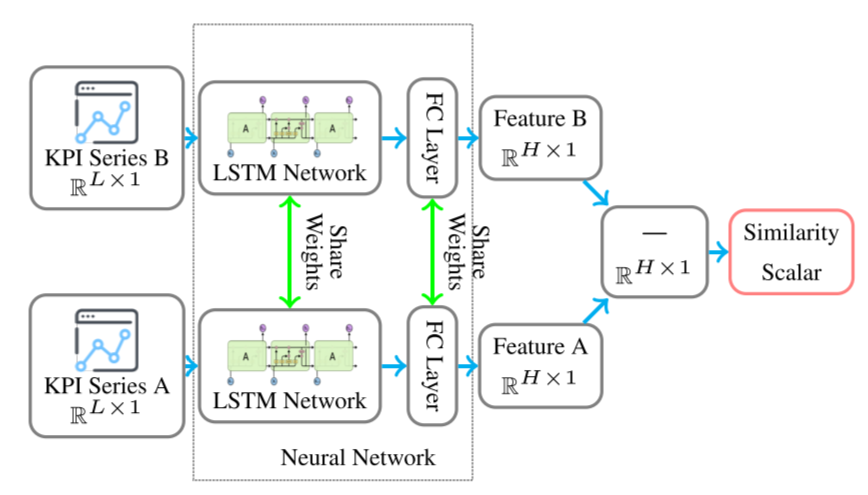 KPI Series B
ℝ^{L×1}
LSTM Network
A
A
FC Layer
Feature B
ℝ^{H×1}
Share
Weights
Share
Weights
—
ℝ^{H×1}
Similarity
Scalar
KPI Series A
ℝ^{L×1}
LSTM Network
A
A
FC Layer
Feature A
ℝ^{H×1}
Neural Network